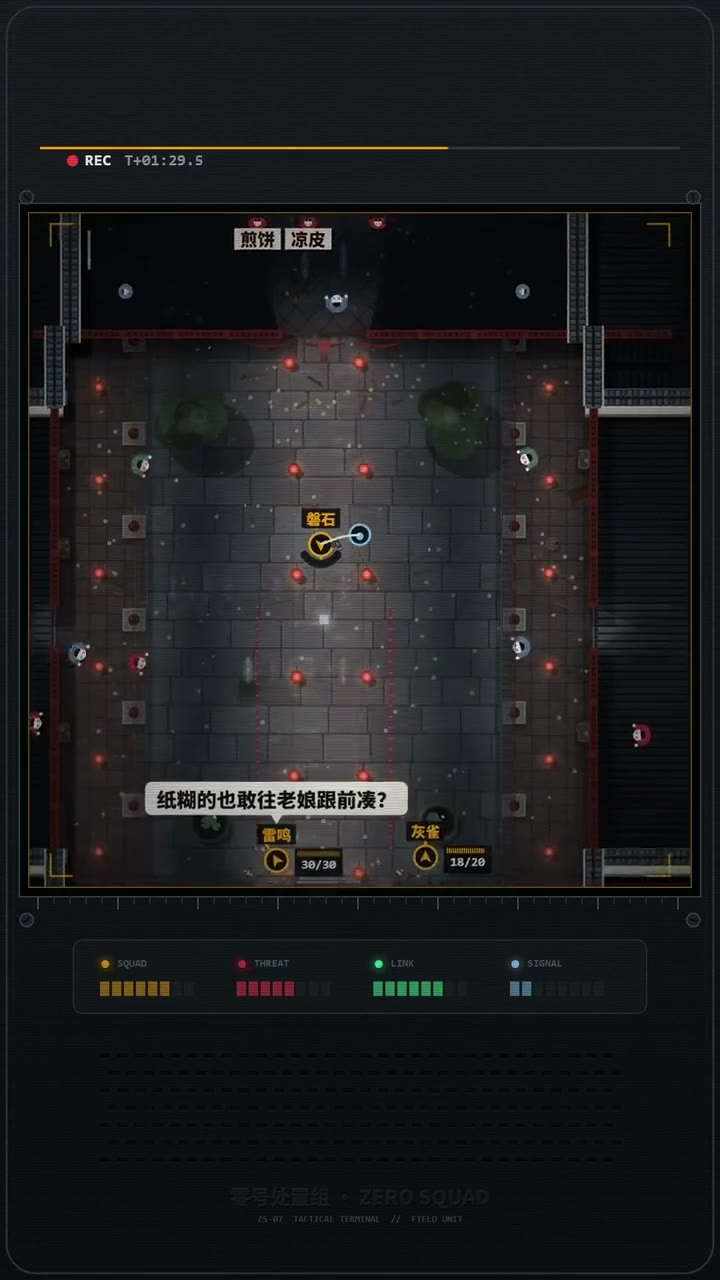 REC T+01:29.5
煎饼 凉皮
磐石
纸糊的也敢往老娘跟前凑?
雷鸣
灰雀
30/30
18/20
SQUAD THREAT LINK SIGNAL
零号处置组 · ZERO SQUAD
ZS-07 TACTICAL TERMINAL // FIELD UNIT